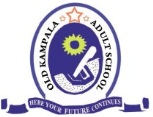 OLD KAMPALA ADULT SCHOOL
HERE YOUR FUTURE CONTINUES